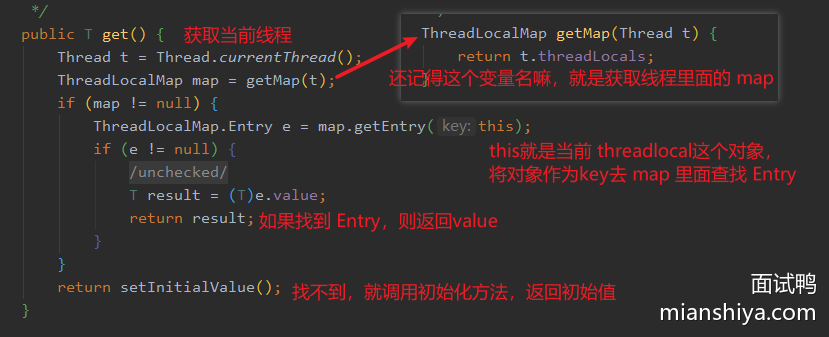 */
public T get() { 获取当前线程
Thread t = Thread.currentThread();
ThreadLocalMap map = getMap(t);
if (map != null) {
ThreadLocalMap.Entry e = map.getEntry( key: this);
if (e != null) {
/unchecked/
T result = (T)e.value;
return result; 如果找到 Entry，则返回value
}
}
return setInitialValue(); 找不到，就调用初始化方法，返回初始值
}
ThreadLocalMap getMap(Thread t) {
return t.threadLocals;
}
还记得这个变量名嘛，就是获取线程里面的 map
this就是当前 threadlocal这个对象，
将对象作为key去 map 里面查找 Entry
面试鸭
mianshiya.com